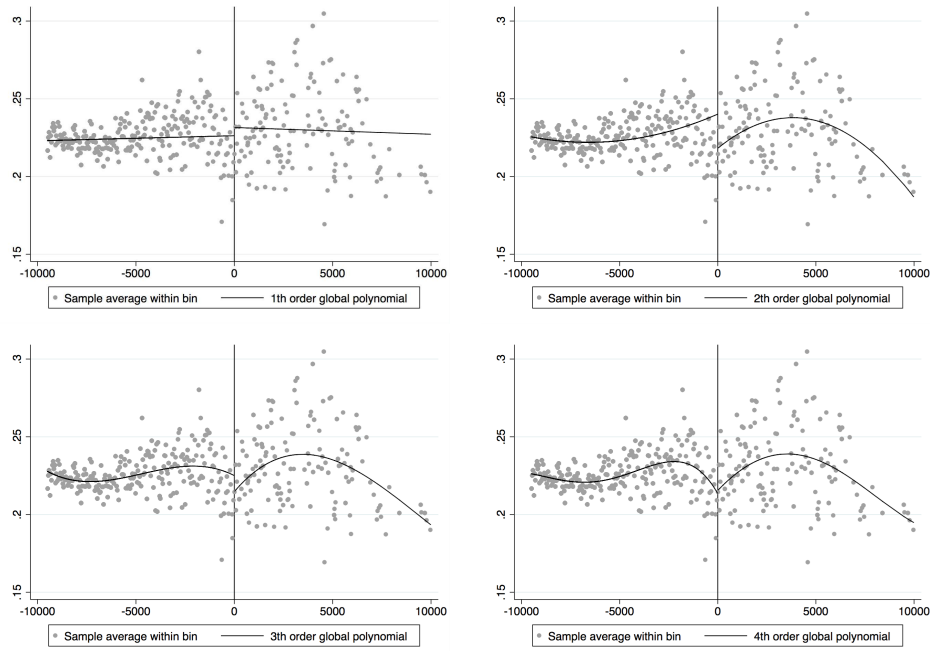 .3
.3
.25
.25
.2
.2
.15
.15
-10000 -5000 0 5000 10000
-10000 -5000 0 5000 10000
Sample average within bin 1th order global polynomial
Sample average within bin 2th order global polynomial
.3
.3
.25
.25
.2
.2
.15
.15
-10000 -5000 0 5000 10000
-10000 -5000 0 5000 10000
Sample average within bin 3th order global polynomial
Sample average within bin 4th order global polynomial